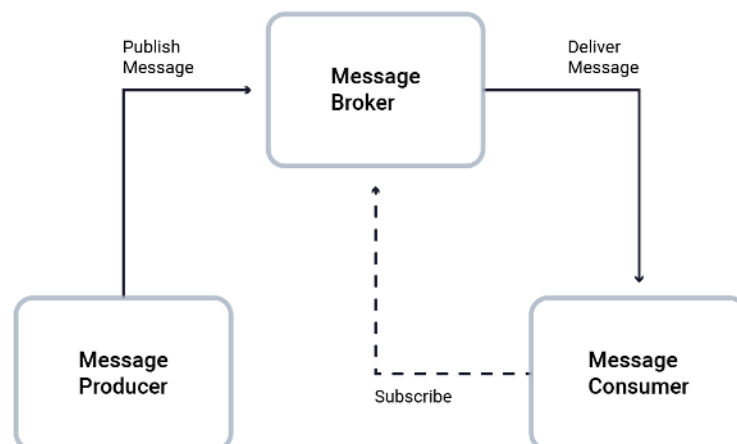 Publish
Message
Message
Broker
Deliver
Message
Message
Producer
Subscribe
Message
Consumer